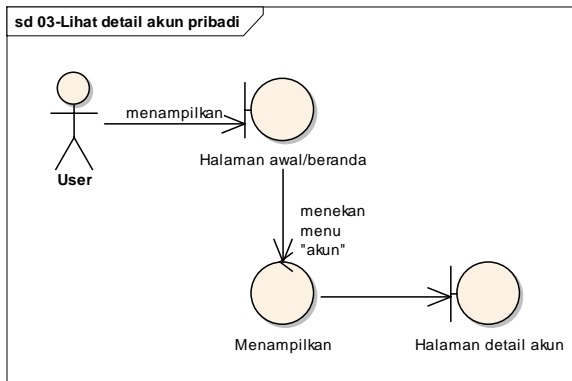 sd 03-Lihat detail akun pribadi
menampilkan
User
Halaman awal/beranda
menekan
menu
"akun"
Menampilkan
Halaman detail akun